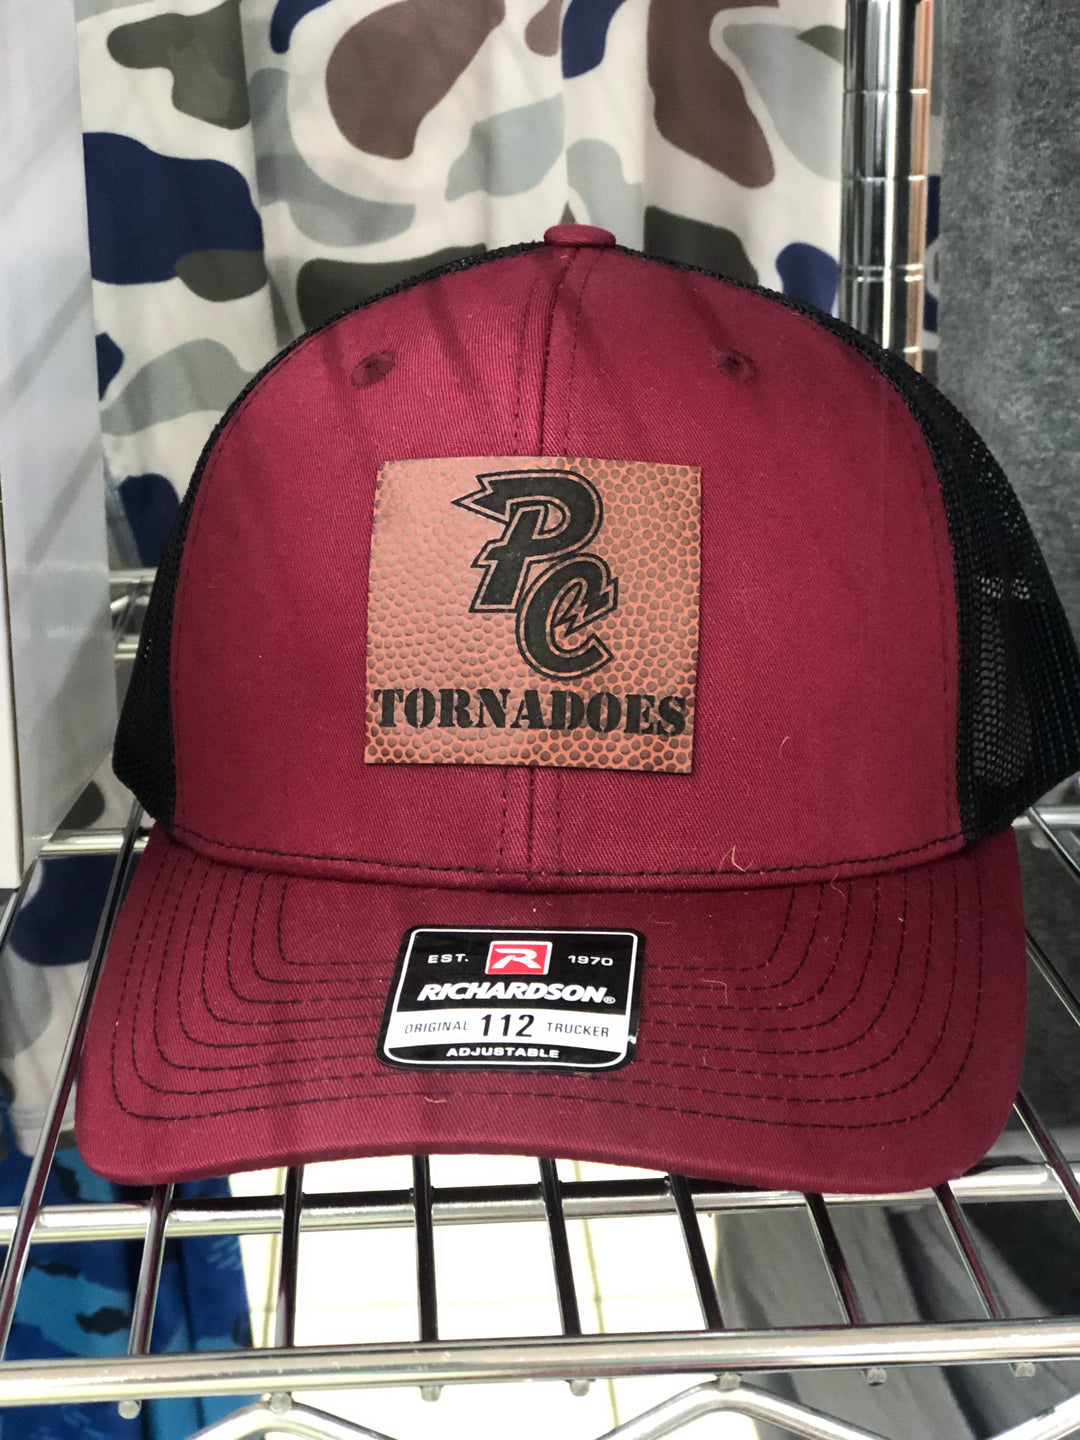 PC
TORNADOES
EST. R 1970
RICHARDSON®
ORIGINAL 112 TRUCKER
ADJUSTABLE